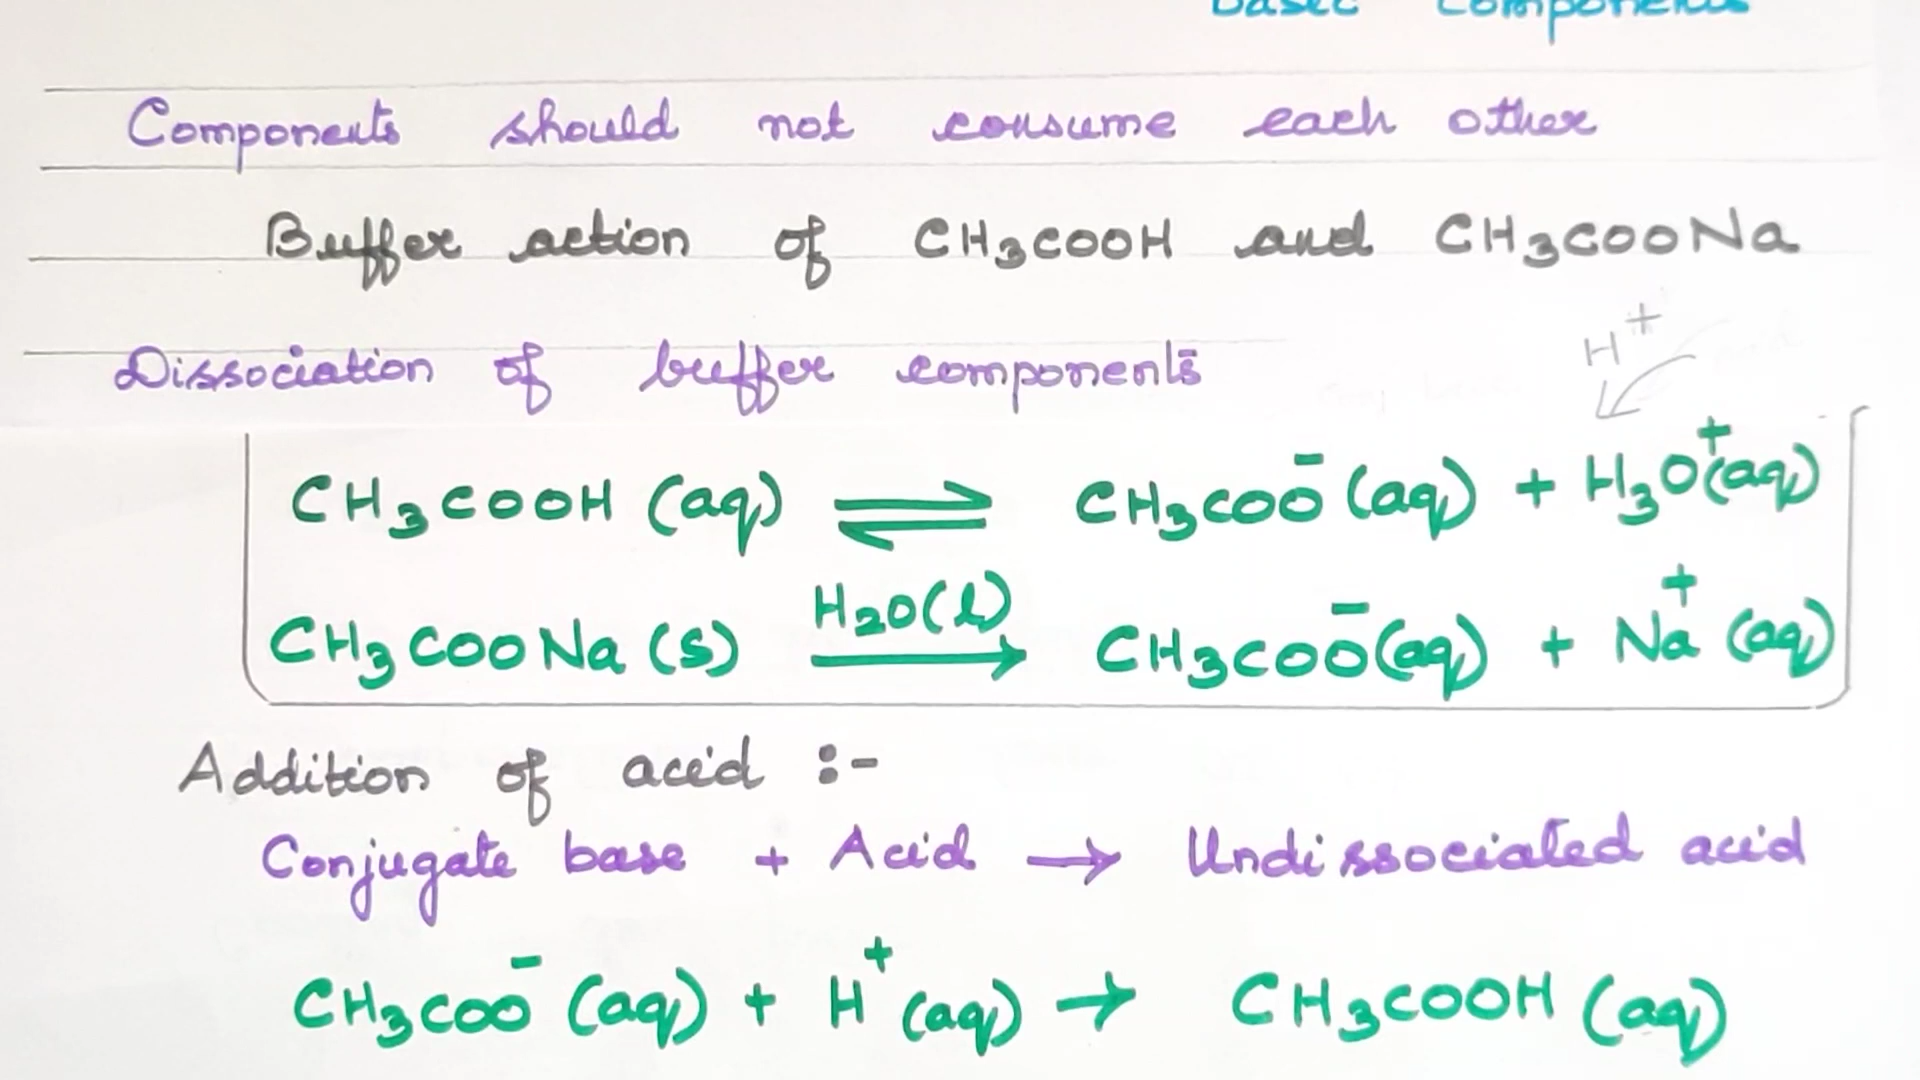 Basic Components
Components should not consume each other
Buffer action of CH3COOH and CH3COONa
H+
Dissociation of buffer components
CH3COOH (aq) ⇌ CH3COO⁻ (aq) + H3O⁺ (aq)
H2O(l)
CH3COONa (s) → CH3COO⁻ (aq) + Na⁺ (aq)
Addition of acid :-
Conjugate base + Acid → Undissociated acid
CH3COO⁻ (aq) + H⁺ (aq) → CH3COOH (aq)